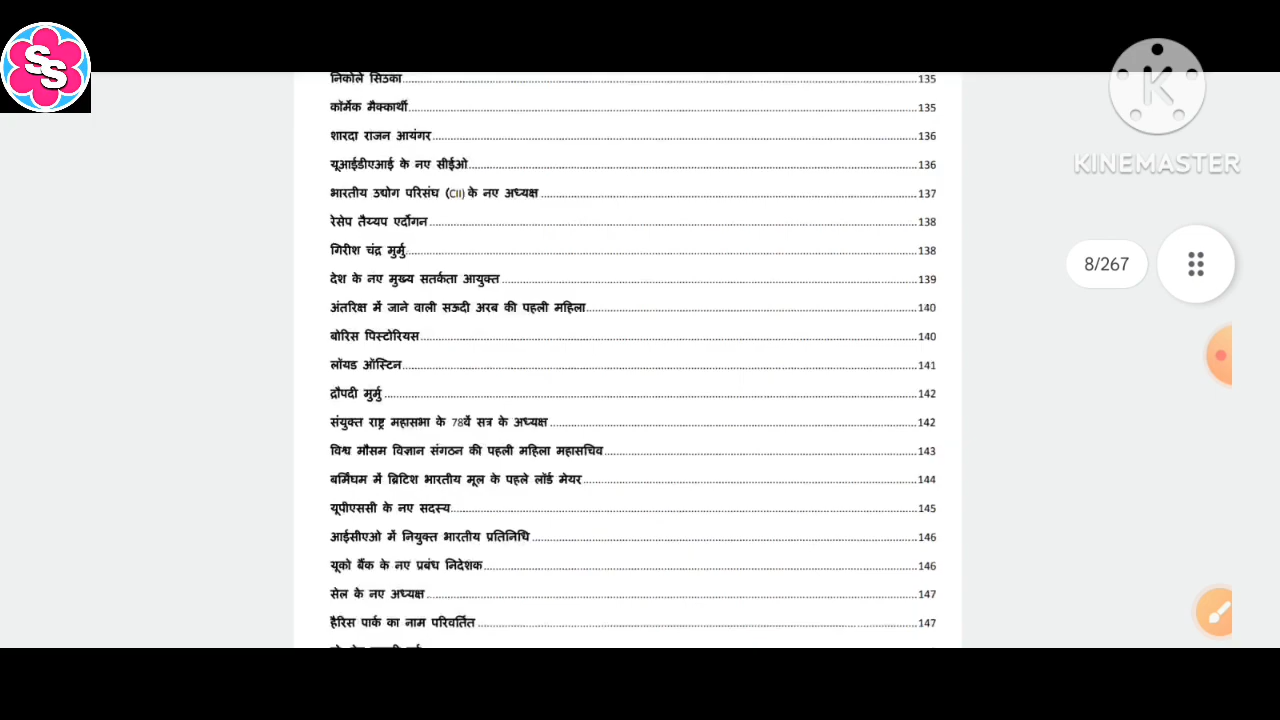 SS
KINEMASTER
8/267
निकोले सिउका 135
कॉर्मेक मैक्कार्थी 135
शारदा राजन आयंगर 136
यूआईडीएआई के नए सीईओ 136
भारतीय उद्योग परिसंघ (CII) के नए अध्यक्ष 137
रेसेप तैय्यप एर्दोगन 138
गिरीश चंद्र मुर्मु 138
देश के नए मुख्य सतर्कता आयुक्त 139
अंतरिक्ष में जाने वाली सऊदी अरब की पहली महिला 140
बोरिस पिस्टोरियस 140
लॉयड ऑस्टिन 141
द्रौपदी मुर्मु 142
संयुक्त राष्ट्र महासभा के 78वें सत्र के अध्यक्ष 142
विश्व मौसम विज्ञान संगठन की पहली महिला महासचिव 143
बर्मिंघम में ब्रिटिश भारतीय मूल के पहले लॉर्ड मेयर 144
यूपीएससी के नए सदस्य 145
आईसीएओ में नियुक्त भारतीय प्रतिनिधि 146
यूको बैंक के नए प्रबंध निदेशक 146
सेल के नए अध्यक्ष 147
हैरिस पार्क का नाम परिवर्तित 147